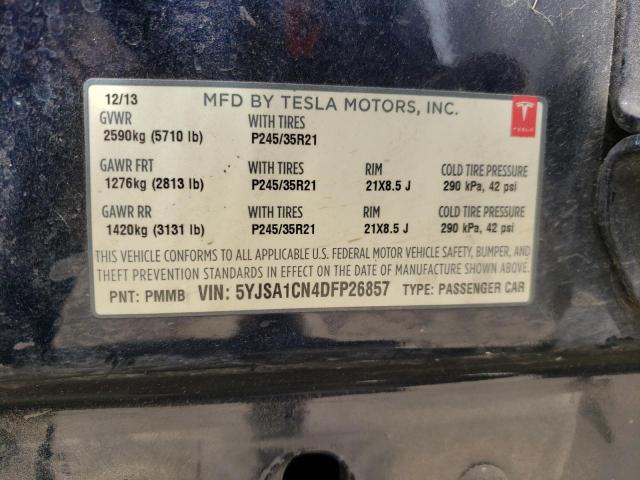 12/13 MFD BY TESLA MOTORS, INC.
GVWR WITH TIRES
2590kg (5710 lb) P245/35R21
TESLA
GAWR FRT WITH TIRES RIM COLD TIRE PRESSURE
1276kg (2813 lb) P245/35R21 21X8.5 J 290 kPa, 42 psi
GAWR RR WITH TIRES RIM COLD TIRE PRESSURE
1420kg (3131 lb) P245/35R21 21X8.5 J 290 kPa, 42 psi
THIS VEHICLE CONFORMS TO ALL APPLICABLE U.S. FEDERAL MOTOR VEHICLE SAFETY, BUMPER, AND
THEFT PREVENTION STANDARDS IN EFFECT ON THE DATE OF MANUFACTURE SHOWN ABOVE.
PNT: PMMB VIN: 5YJSA1CN4DFP26857 TYPE: PASSENGER CAR